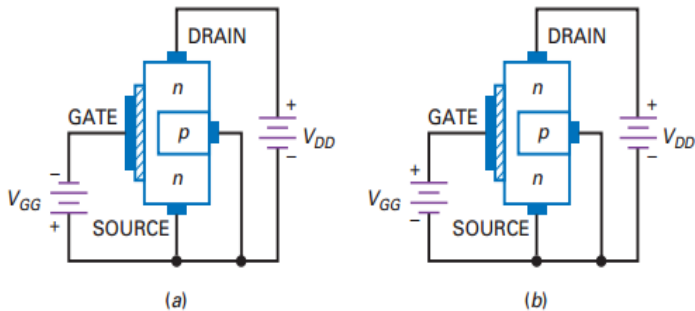 DRAIN
n
GATE
p
n
SOURCE
+
−
V_DD
−
+
V_GG
(a)
DRAIN
n
GATE
p
n
SOURCE
+
−
V_DD
+
−
V_GG
(b)